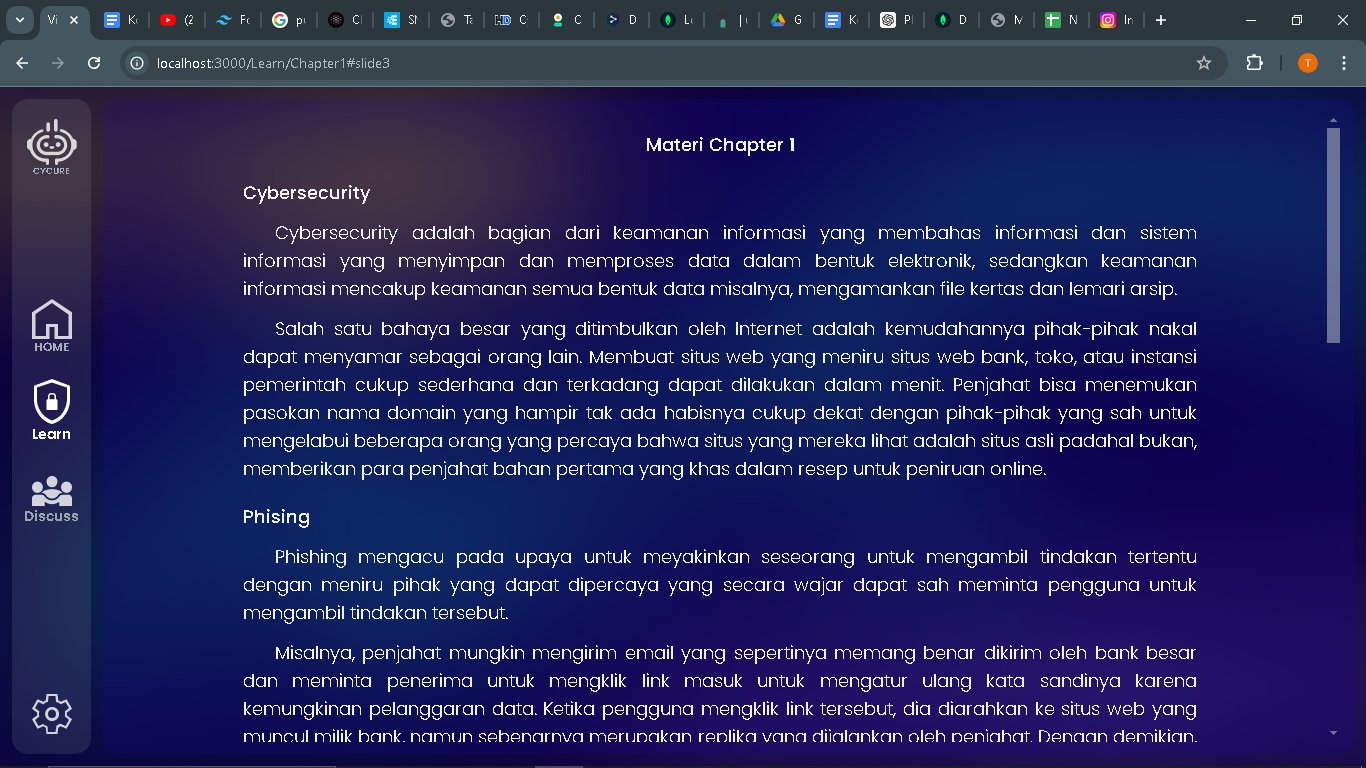 Vi
K
(2
Fo
p
C
S
Ta
C
C
D
L
| (
G
K
P
D
M
N
In
localhost:3000/Learn/Chapter1#slide3
T
CYCURE
HOME
Learn
Discuss
Materi Chapter 1
Cybersecurity
Cybersecurity adalah bagian dari keamanan informasi yang membahas informasi dan sistem
informasi yang menyimpan dan memproses data dalam bentuk elektronik, sedangkan keamanan
informasi mencakup keamanan semua bentuk data misalnya, mengamankan file kertas dan lemari arsip.
Salah satu bahaya besar yang ditimbulkan oleh Internet adalah kemudahannya pihak-pihak nakal
dapat menyamar sebagai orang lain. Membuat situs web yang meniru situs web bank, toko, atau instansi
pemerintah cukup sederhana dan terkadang dapat dilakukan dalam menit. Penjahat bisa menemukan
pasokan nama domain yang hampir tak ada habisnya cukup dekat dengan pihak-pihak yang sah untuk
mengelabui beberapa orang yang percaya bahwa situs yang mereka lihat adalah situs asli padahal bukan,
memberikan para penjahat bahan pertama yang khas dalam resep untuk peniruan online.
Phising
Phishing mengacu pada upaya untuk meyakinkan seseorang untuk mengambil tindakan tertentu
dengan meniru pihak yang dapat dipercaya yang secara wajar dapat sah meminta pengguna untuk
mengambil tindakan tersebut.
Misalnya, penjahat mungkin mengirim email yang sepertinya memang benar dikirim oleh bank besar
dan meminta penerima untuk mengklik link masuk untuk mengatur ulang kata sandinya karena
kemungkinan pelanggaran data. Ketika pengguna mengklik link tersebut, dia diarahkan ke situs web yang
muncul milik bank, namun sebenarnya merupakan replika yang dijalankan oleh penjahat. Dengan demikian,